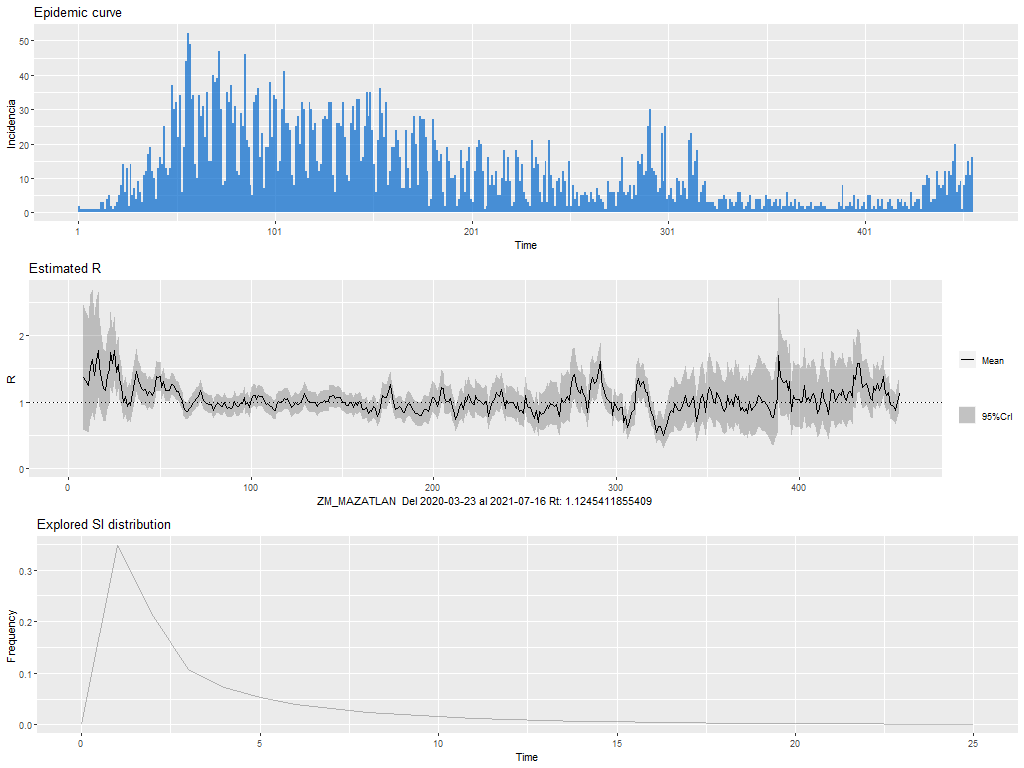 Epidemic curve
50
40
30
20
10
0
Incidencia
1
101
201
301
401
Time
Estimated R
2
1
0
R
0
100
200
300
400
Mean
95%CrI
ZM_MAZATLAN Del 2020-03-23 al 2021-07-16 Rt: 1.1245411855409
Explored SI distribution
0.3
0.2
0.1
0.0
Frequency
0
5
10
15
20
25
Time